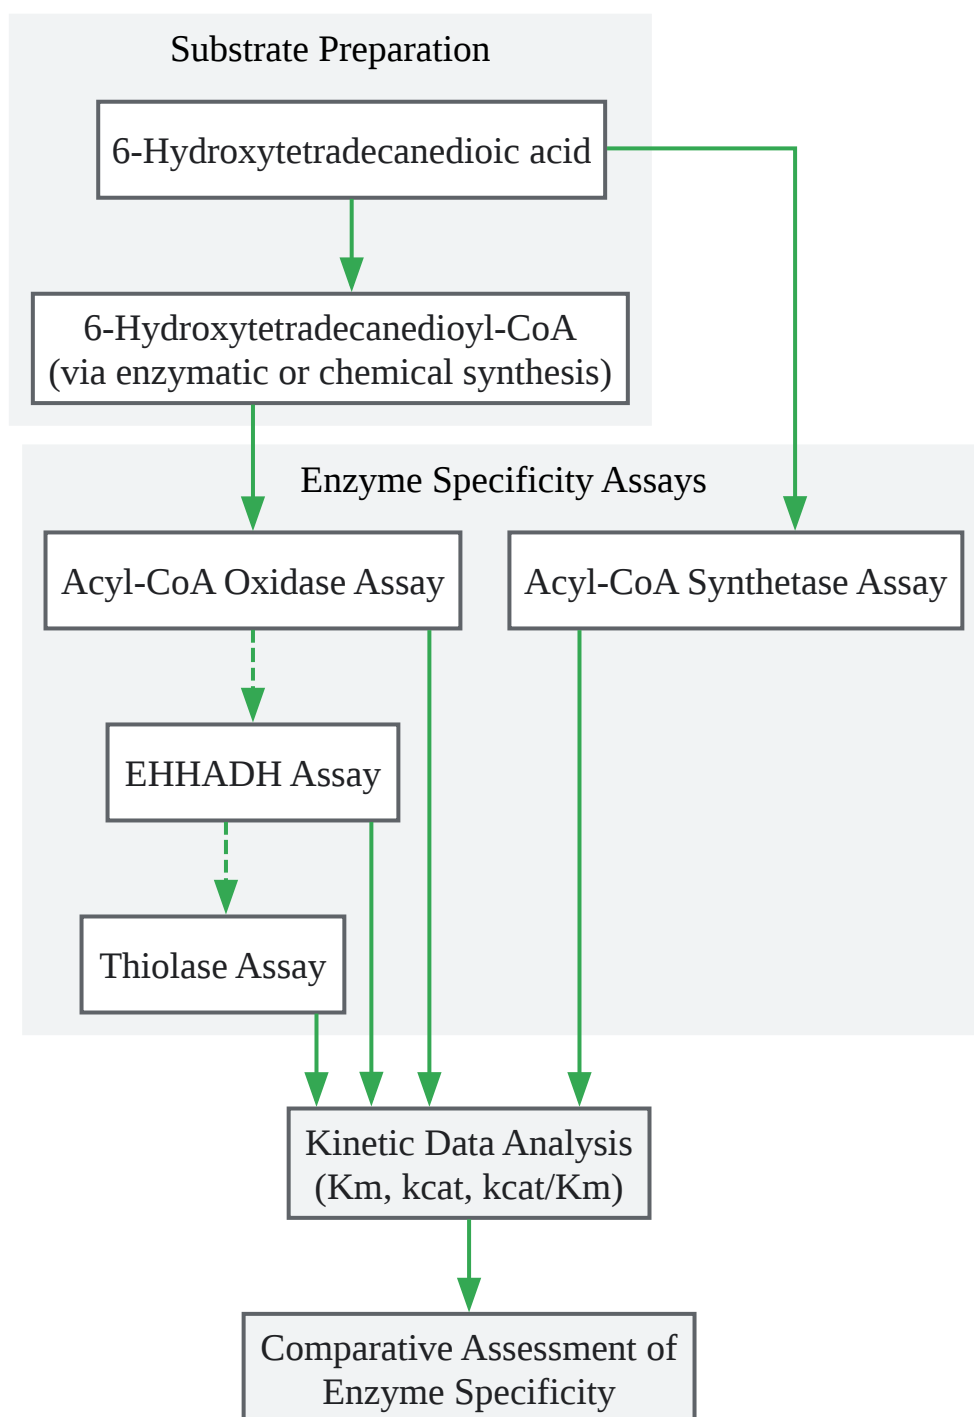 Substrate Preparation
6-Hydroxytetradecanedioic acid
6-Hydroxytetradecanedioyl-CoA
(via enzymatic or chemical synthesis)
Enzyme Specificity Assays
Acyl-CoA Oxidase Assay
Acyl-CoA Synthetase Assay
EHHADH Assay
Thiolase Assay
Kinetic Data Analysis
(Km, kcat, kcat/Km)
Comparative Assessment of
Enzyme Specificity